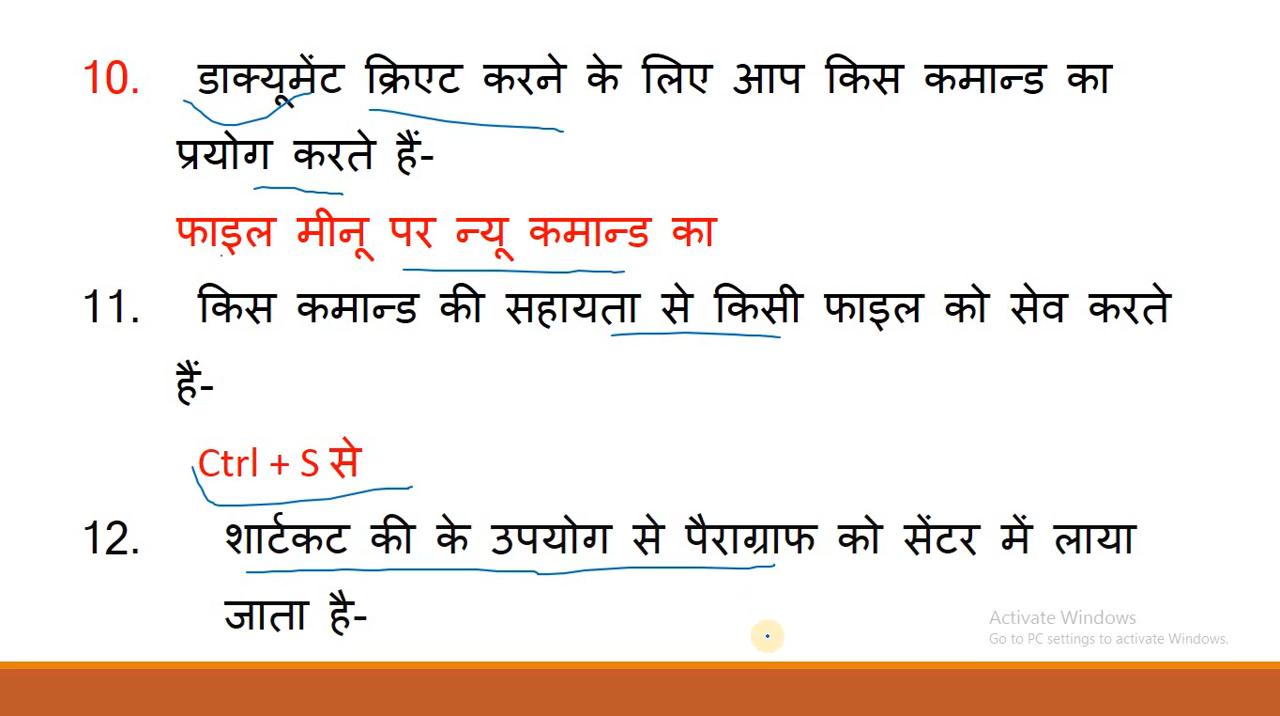 10. डाक्यूमेंट क्रिएट करने के लिए आप किस कमान्ड का
प्रयोग करते हैं-
फाइल मीनू पर न्यू कमान्ड का
11. किस कमान्ड की सहायता से किसी फाइल को सेव करते
हैं-
Ctrl + S से
12. शार्टकट की के उपयोग से पैराग्राफ को सेंटर में लाया
जाता है-
Activate Windows
Go to PC settings to activate Windows.